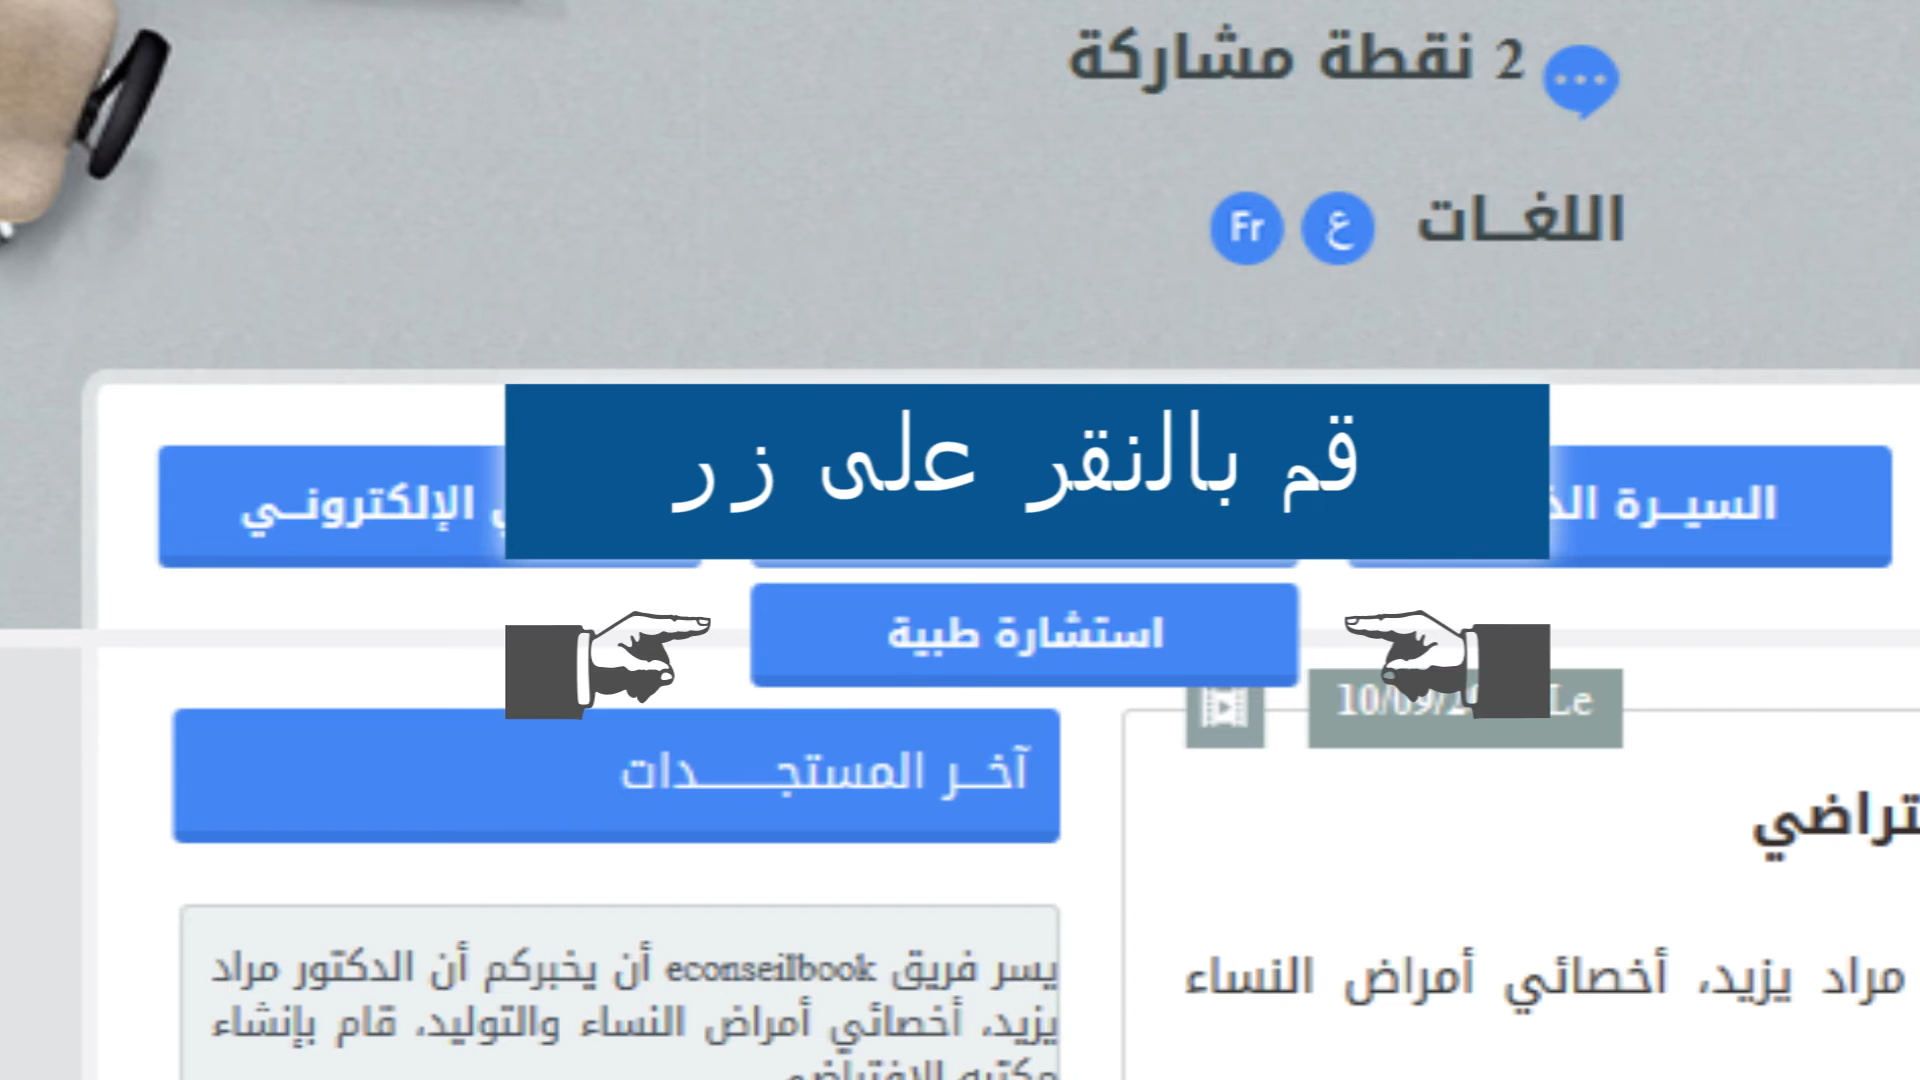 2 نقطة مشاركة
اللغـات ع Fr
قم بالنقر على زر
السيـرة
الإلكترونـي
استشارة طبية
Le 10/09/
آخـر المستجـــدات
يسر فريق econseilbook أن يخبركم أن الدكتور مراد
يزيد، أخصائي أمراض النساء والتوليد، قام بإنشاء
مكتبه الافتراضي
مراد يزيد، أخصائي أمراض النساء